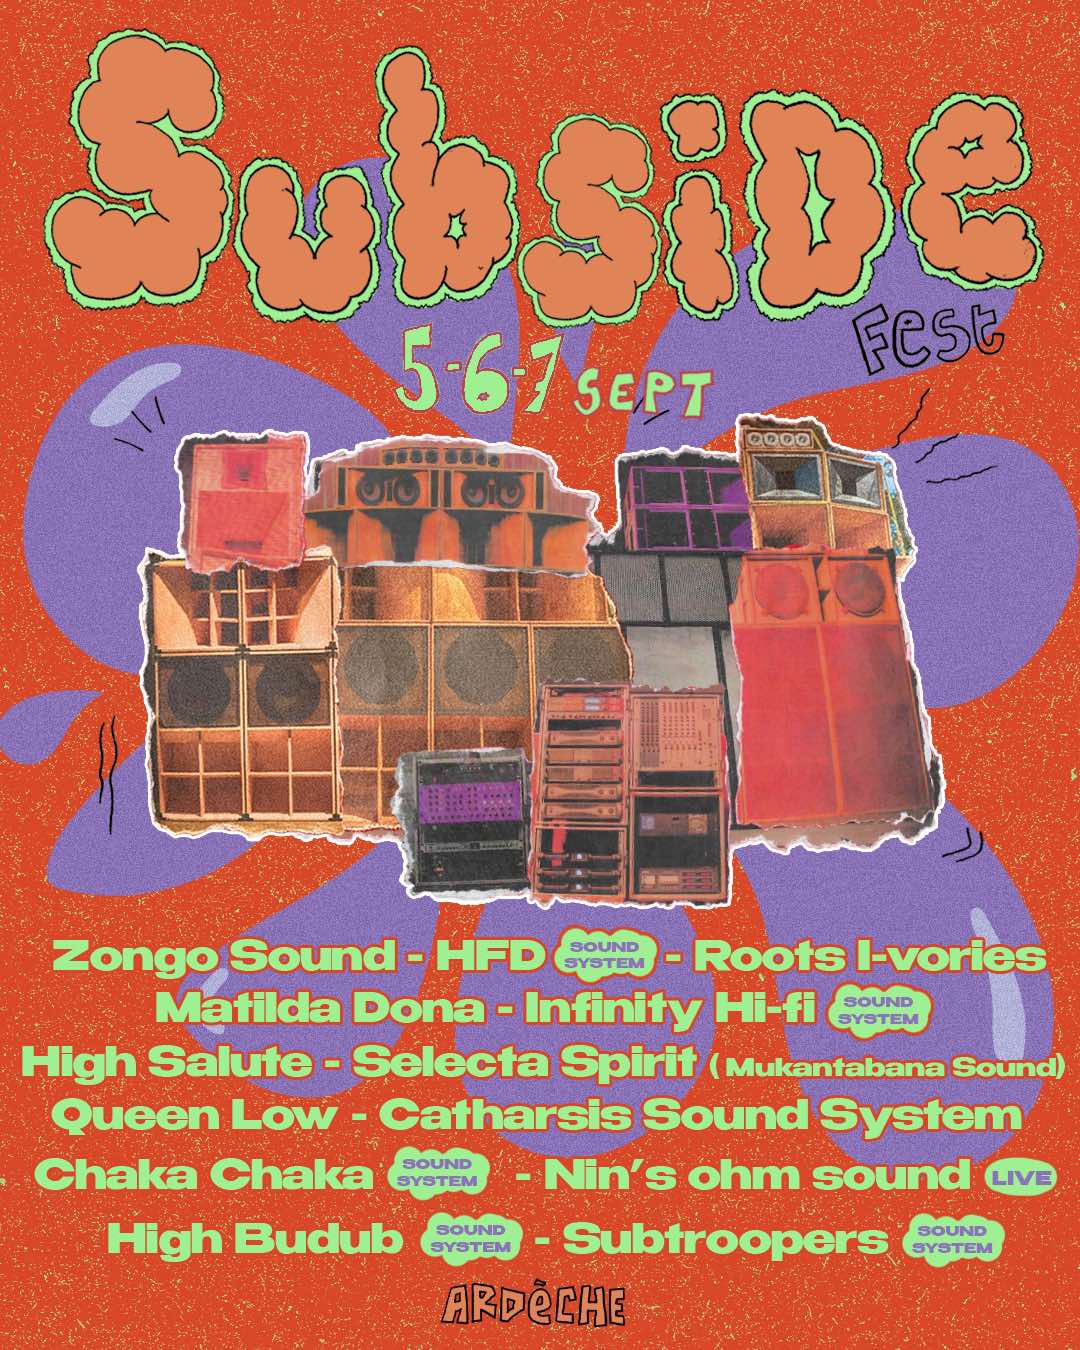 SubsiDe
Fest
5-6-7 SEPT
Zongo Sound - HFD SOUND SYSTEM - Roots I-vories
Matilda Dona - Infinity Hi-fi SOUND SYSTEM
High Salute - Selecta Spirit ( Mukantabana Sound)
Queen Low - Catharsis Sound System
Chaka Chaka SOUND SYSTEM - Nin's ohm sound LIVE
High Budub SOUND SYSTEM - Subtroopers SOUND SYSTEM
ARDèCHE